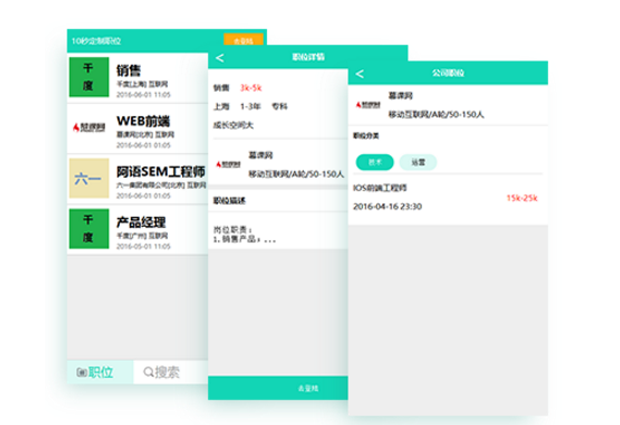 10秒定制职位
去登陆
千
度
销售
千度[上海] 互联网
2016-06-01 11:05
慕课网
WEB前端
慕课网[北京] 互联网
2016-06-01 01:05
六一
阿语SEM工程师
六一集团有限公司[北京] 互联网
2016-06-01 01:05
千
度
产品经理
千度[广州] 互联网
2016-05-01 11:05
职位
搜索
<
职位详情
销售 3k-5k
上海 1-3年 专科
成长空间大
慕课网
慕课网
移动互联网/A轮/50-150人
职位描述
岗位职责：
1.销售产品；...
去登陆
<
公司职位
慕课网
慕课网
移动互联网/A轮/50-150人
职位分类
技术
运营
IOS前端工程师
15k-25k
2016-04-16 23:30